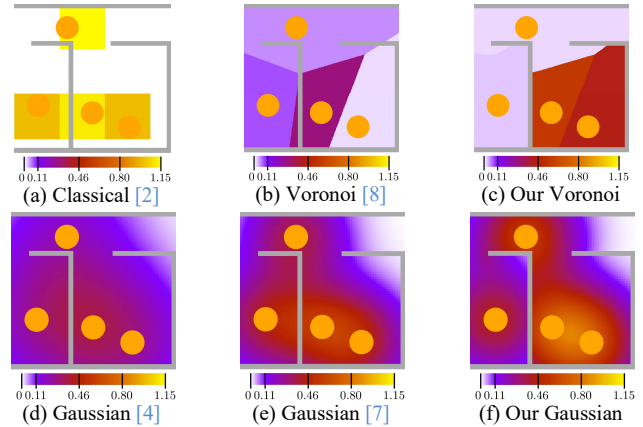 0 0.11 0.46 0.80 1.15
0 0.11 0.46 0.80 1.15
0 0.11 0.46 0.80 1.15
(a) Classical [2]
(b) Voronoi [8]
(c) Our Voronoi
0 0.11 0.46 0.80 1.15
0 0.11 0.46 0.80 1.15
0 0.11 0.46 0.80 1.15
(d) Gaussian [4]
(e) Gaussian [7]
(f) Our Gaussian